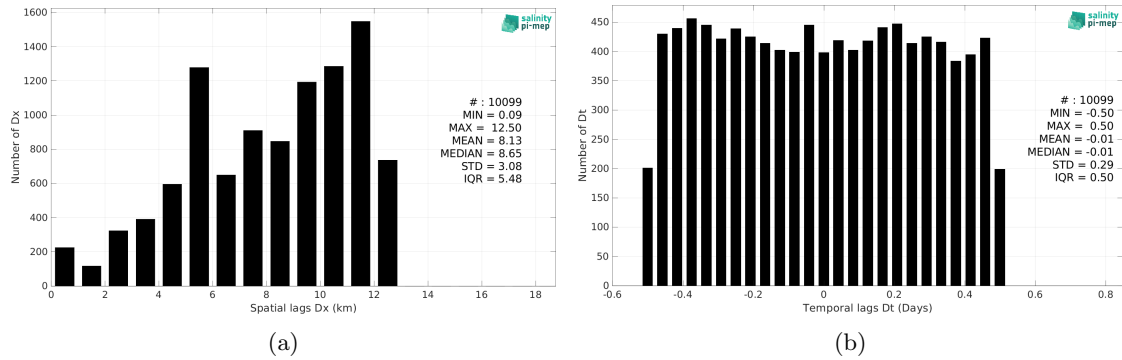 1600
1400
1200
1000
800
600
400
200
0
Number of Dx
0 2 4 6 8 10 12 14 16 18
Spatial lags Dx (km)
salinity
pi-mep
# : 10099
MIN = 0.09
MAX = 12.50
MEAN = 8.13
MEDIAN = 8.65
STD = 3.08
IQR = 5.48
(a)
450
400
350
300
250
200
150
100
50
0
Number of Dt
-0.6 -0.4 -0.2 0 0.2 0.4 0.6 0.8
Temporal lags Dt (Days)
salinity
pi-mep
# : 10099
MIN = -0.50
MAX = 0.50
MEAN = -0.01
MEDIAN = -0.01
STD = 0.29
IQR = 0.50
(b)